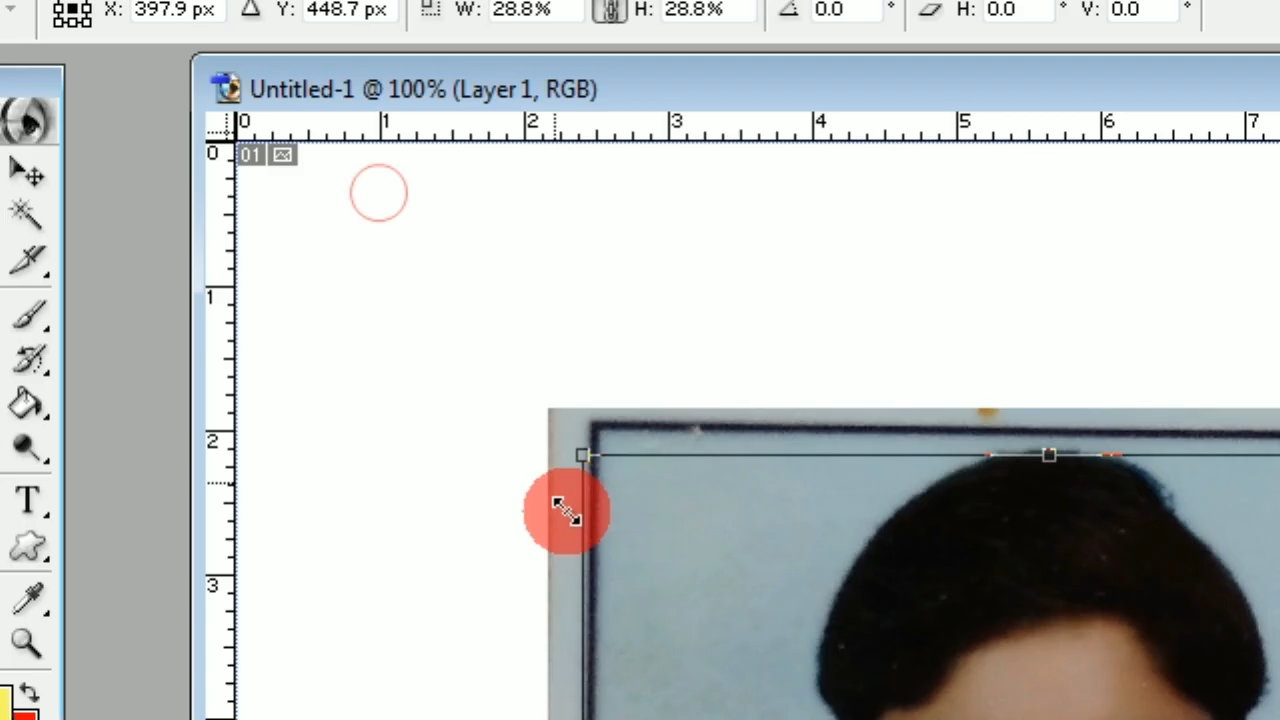 X: 397.9 px Y: 448.7 px W: 28.8% H: 28.8% 0.0 ° H: 0.0 ° V: 0.0 °
Untitled-1 @ 100% (Layer 1, RGB)
0 1 2 3 4 5 6 7
0
01
1
2
3
T